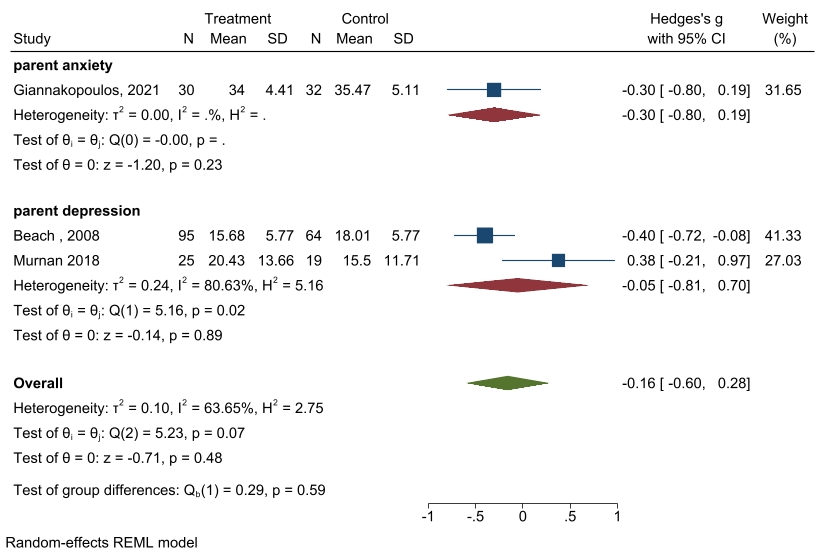 Treatment Control Hedges's g Weight
Study N Mean SD N Mean SD with 95% CI (%)
parent anxiety
Giannakopoulos, 2021 30 34 4.41 32 35.47 5.11 -0.30 [ -0.80, 0.19] 31.65
Heterogeneity: τ² = 0.00, I² = .%, H² = . -0.30 [ -0.80, 0.19]
Test of θᵢ = θⱼ: Q(0) = -0.00, p = .
Test of θ = 0: z = -1.20, p = 0.23
parent depression
Beach , 2008 95 15.68 5.77 64 18.01 5.77 -0.40 [ -0.72, -0.08] 41.33
Murnan 2018 25 20.43 13.66 19 15.5 11.71 0.38 [ -0.21, 0.97] 27.03
Heterogeneity: τ² = 0.24, I² = 80.63%, H² = 5.16 -0.05 [ -0.81, 0.70]
Test of θᵢ = θⱼ: Q(1) = 5.16, p = 0.02
Test of θ = 0: z = -0.14, p = 0.89
Overall -0.16 [ -0.60, 0.28]
Heterogeneity: τ² = 0.10, I² = 63.65%, H² = 2.75
Test of θᵢ = θⱼ: Q(2) = 5.23, p = 0.07
Test of θ = 0: z = -0.71, p = 0.48
Test of group differences: Q_b(1) = 0.29, p = 0.59
-1 -.5 0 .5 1
Random-effects REML model